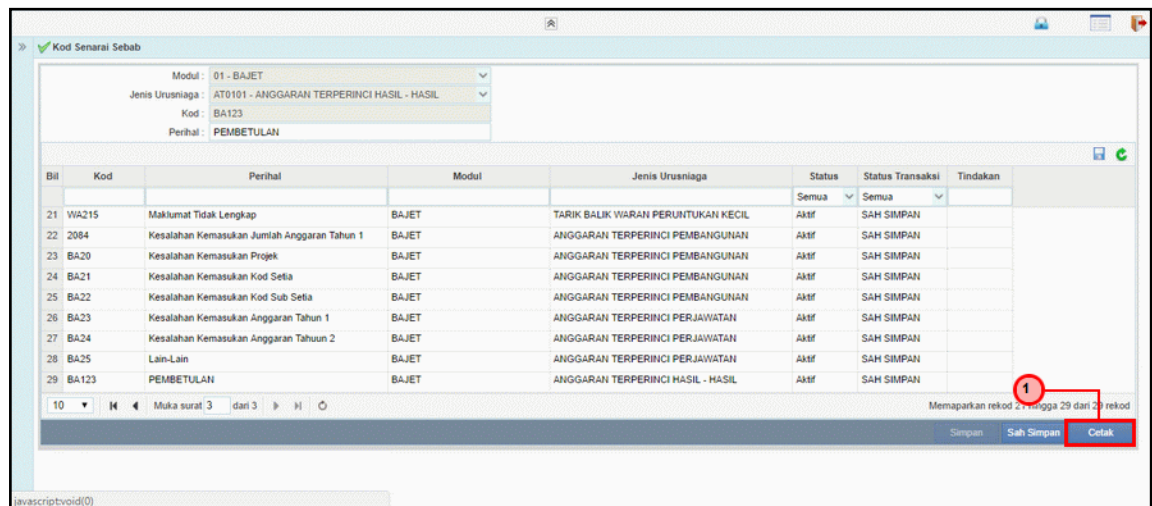 Kod Senarai Sebab
Modul : 01 - BAJET
Jenis Urusniaga : AT0101 - ANGGARAN TERPERINCI HASIL - HASIL
Kod : BA123
Perihal : PEMBETULAN
Bil Kod Perihal Modul Jenis Urusniaga Status Status Transaksi Tindakan
Semua Semua
21 WA215 Maklumat Tidak Lengkap BAJET TARIK BALIK WARAN PERUNTUKAN KECIL Aktif SAH SIMPAN
22 2084 Kesalahan Kemasukan Jumlah Anggaran Tahun 1 BAJET ANGGARAN TERPERINCI PEMBANGUNAN Aktif SAH SIMPAN
23 BA20 Kesalahan Kemasukan Projek BAJET ANGGARAN TERPERINCI PEMBANGUNAN Aktif SAH SIMPAN
24 BA21 Kesalahan Kemasukan Kod Setia BAJET ANGGARAN TERPERINCI PEMBANGUNAN Aktif SAH SIMPAN
25 BA22 Kesalahan Kemasukan Kod Sub Setia BAJET ANGGARAN TERPERINCI PEMBANGUNAN Aktif SAH SIMPAN
26 BA23 Kesalahan Kemasukan Anggaran Tahun 1 BAJET ANGGARAN TERPERINCI PERJAWATAN Aktif SAH SIMPAN
27 BA24 Kesalahan Kemasukan Anggaran Tahuun 2 BAJET ANGGARAN TERPERINCI PERJAWATAN Aktif SAH SIMPAN
28 BA25 Lain-Lain BAJET ANGGARAN TERPERINCI PERJAWATAN Aktif SAH SIMPAN
29 BA123 PEMBETULAN BAJET ANGGARAN TERPERINCI HASIL - HASIL Aktif SAH SIMPAN
1
10 Muka surat 3 dari 3 Memaparkan rekod 21 hingga 29 dari 29 rekod
Simpan Sah Simpan Cetak
javascript:void(0)